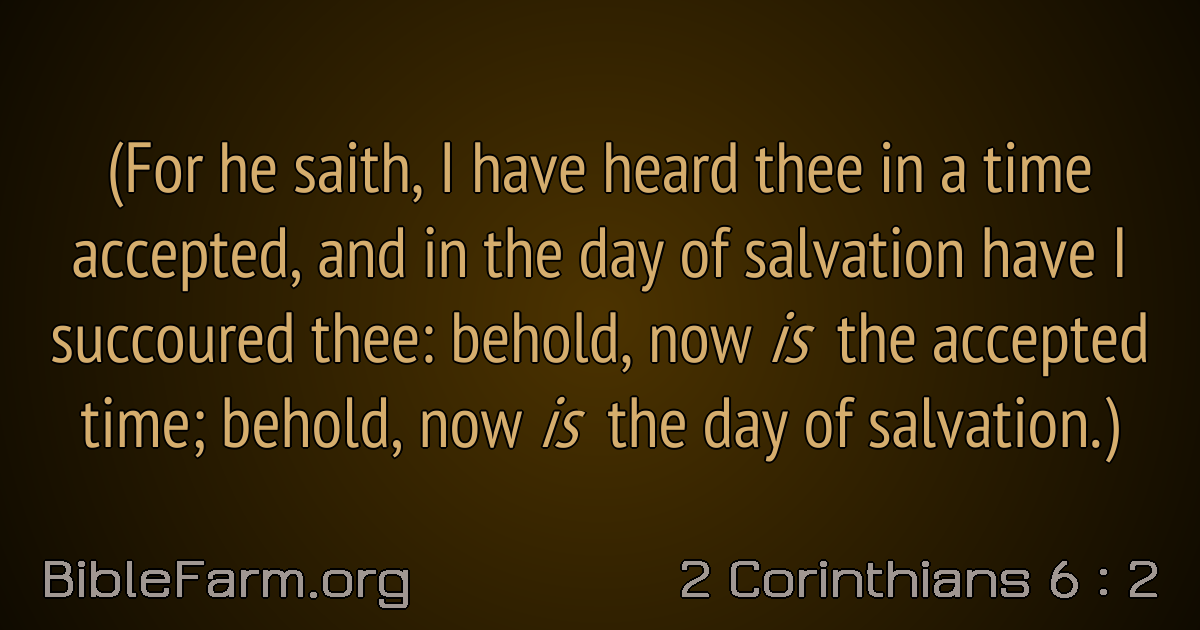 (For he saith, I have heard thee in a time
accepted, and in the day of salvation have I
succoured thee: behold, now is the accepted
time; behold, now is the day of salvation.)
BibleFarm.org
2 Corinthians 6 : 2